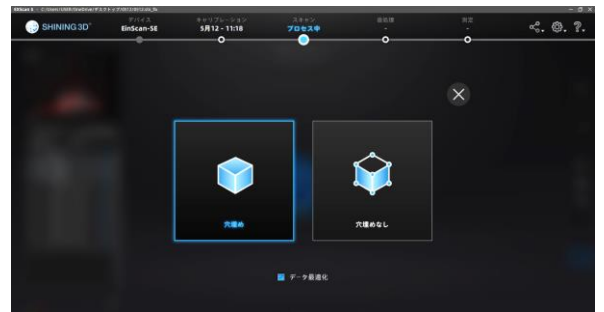 SHINING 3D
デバイス
EinScan-SE
キャリブレーション
5月12 - 11:18
スキャン
プロセス中
後処理
-
測定
-
穴埋め
穴埋めなし
データ最適化